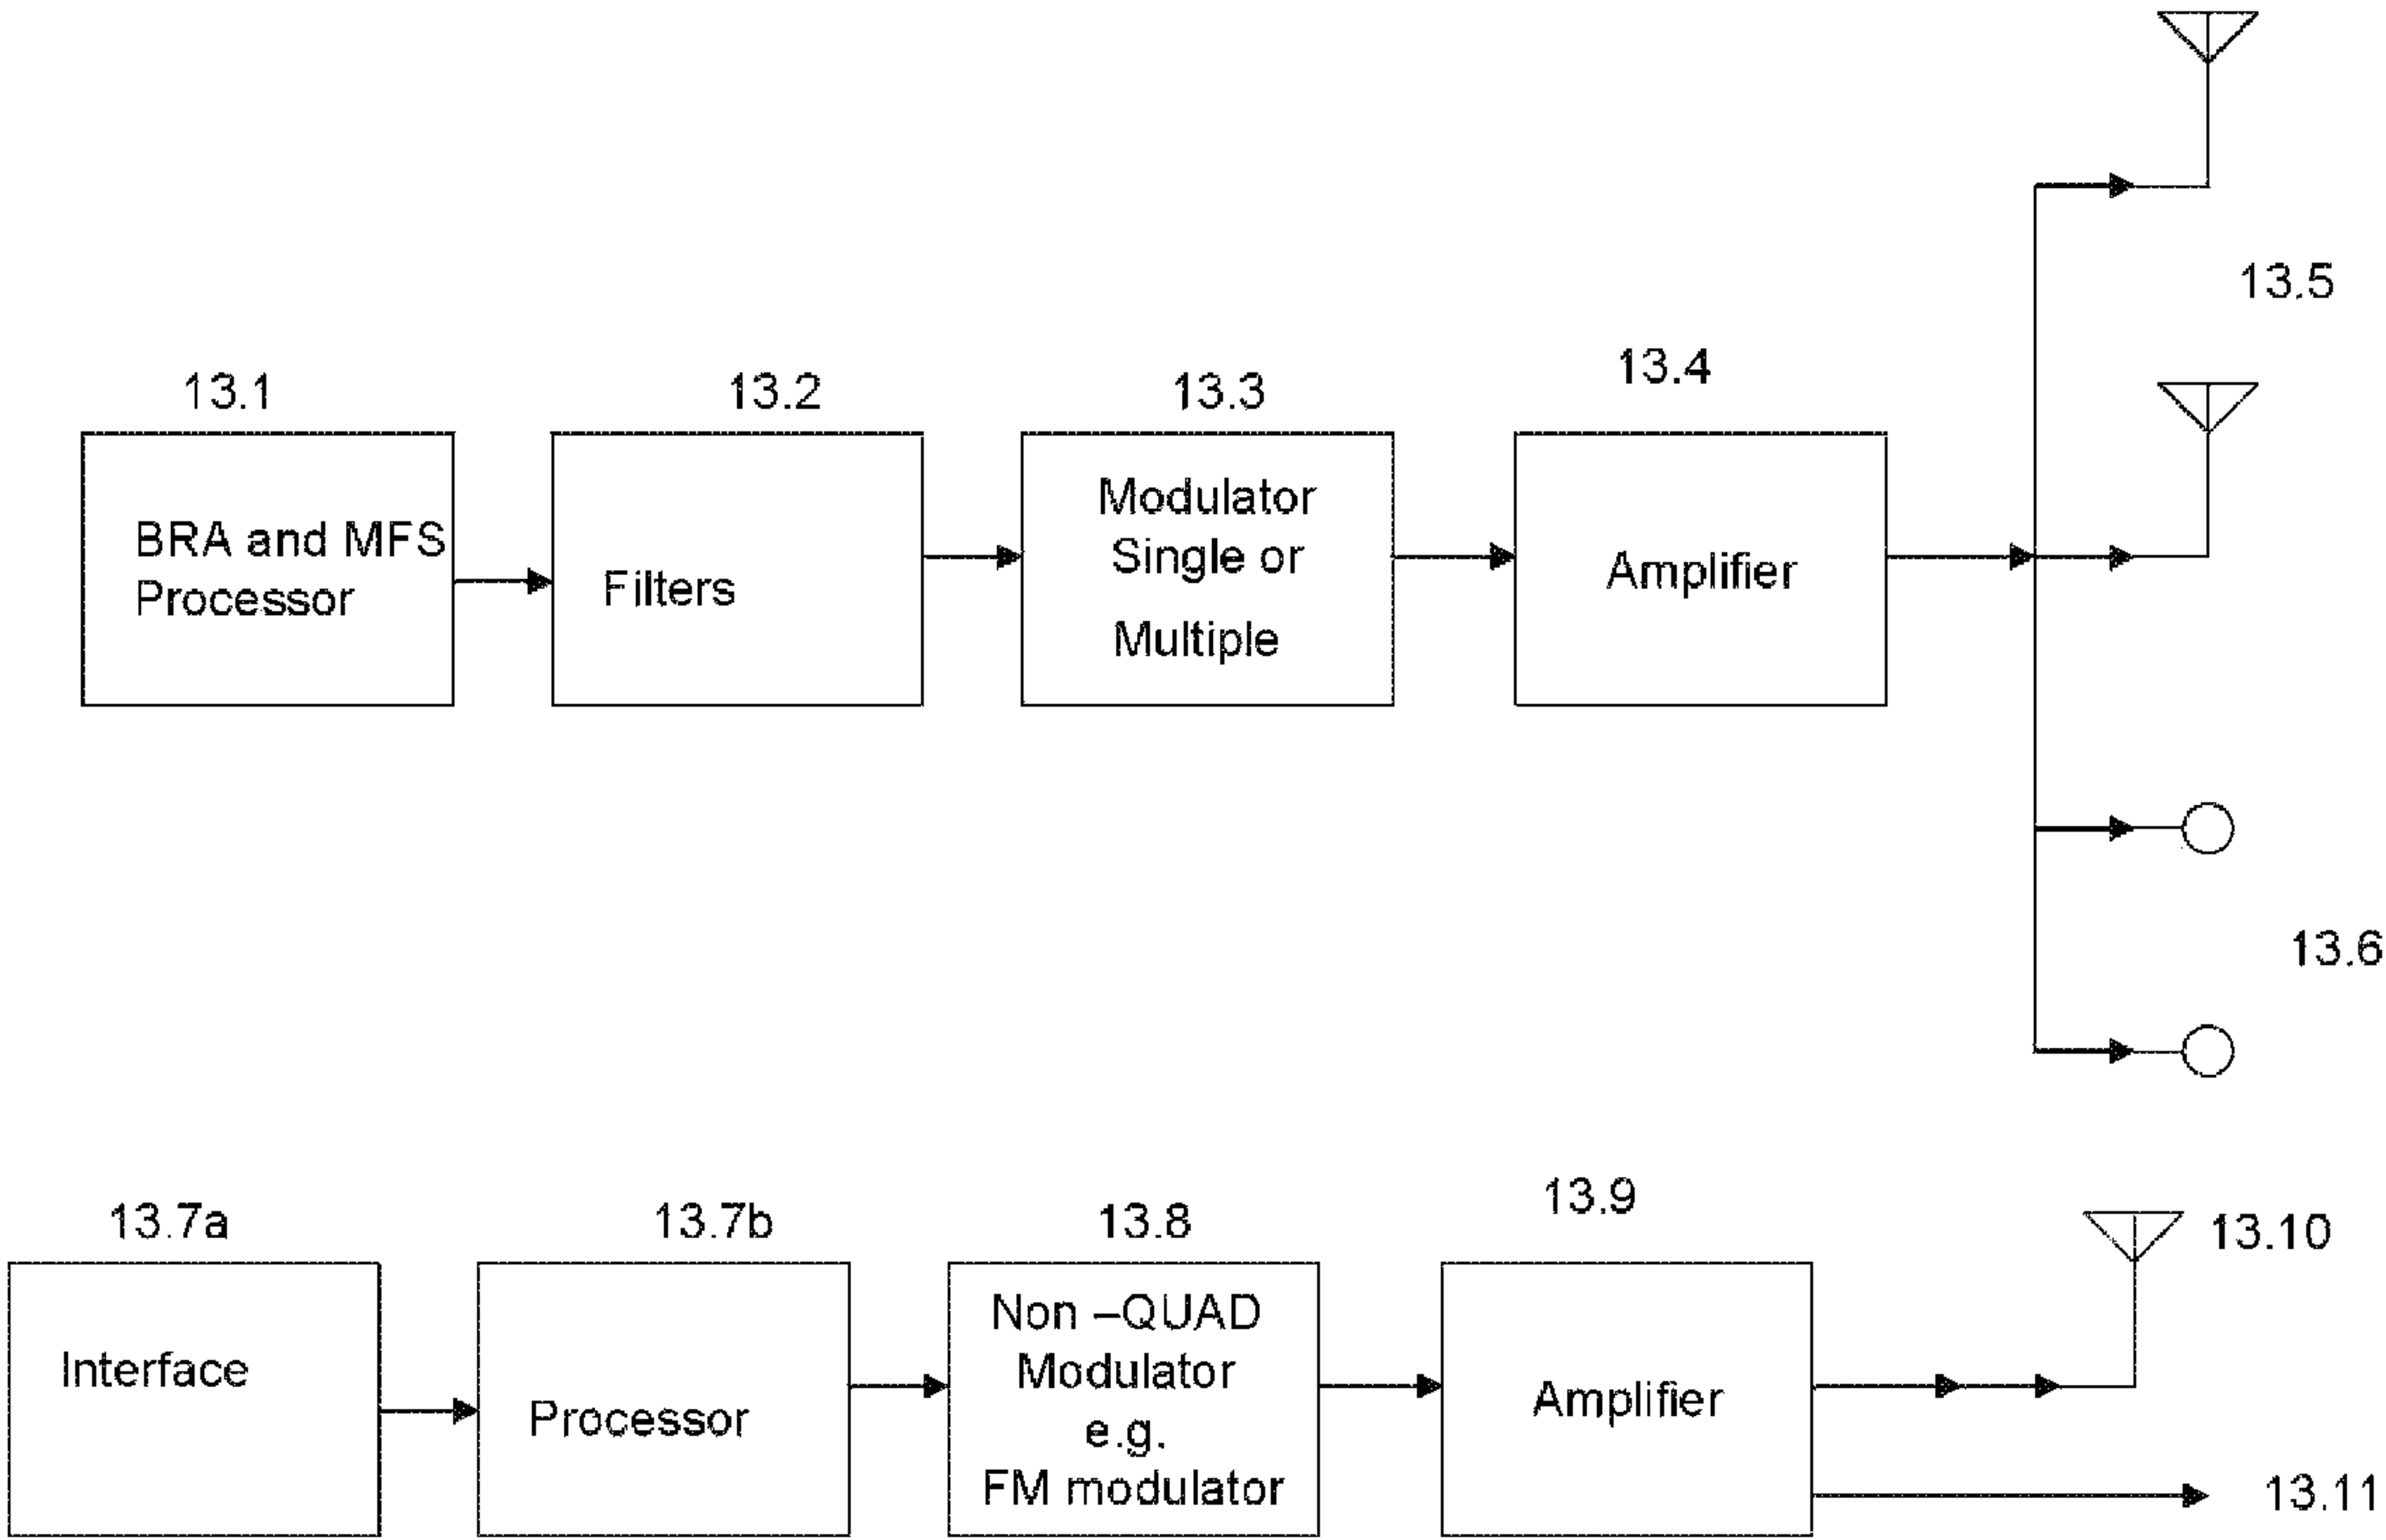 13.5
13.1
13.2
13.3
13.4
BRA and MFS
Processor
Filters
Modulator
Single or
Multiple
Amplifier
13.6
13.7a
13.7b
13.8
13.9
13.10
Interface
Processor
Non –QUAD
Modulator
e.g.
FM modulator
Amplifier
13.11